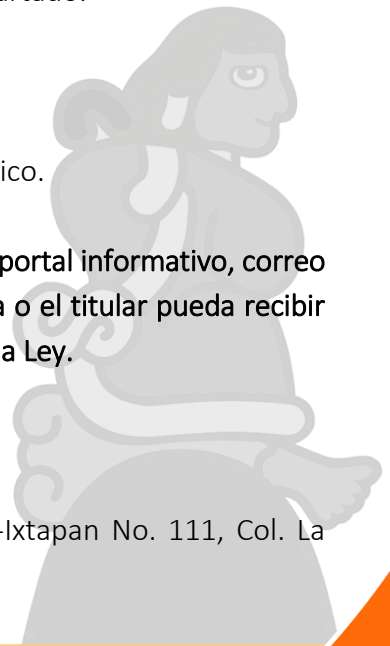 ico.
portal informativo, correo
o el titular pueda recibir
a Ley.
-Ixtapan No. 111, Col. La